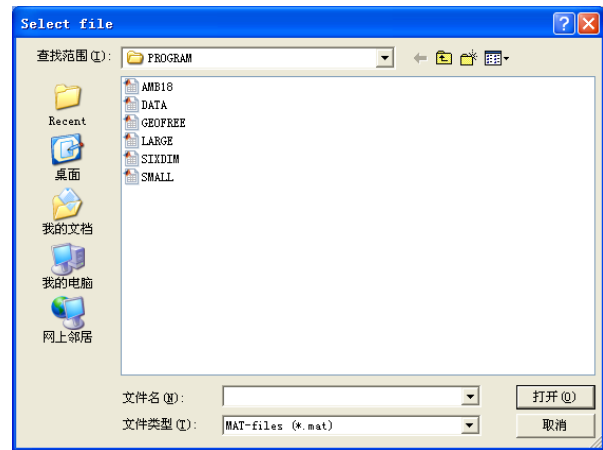 Select file
查找范围(I):
PROGRAM
AMB18
DATA
GEOFREE
LARGE
SIXDIM
SMALL
Recent
桌面
我的文档
我的电脑
网上邻居
文件名(N):
打开(O)
文件类型(T):
MAT-files (*.mat)
取消